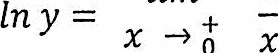 ln y =
x → 0 + x